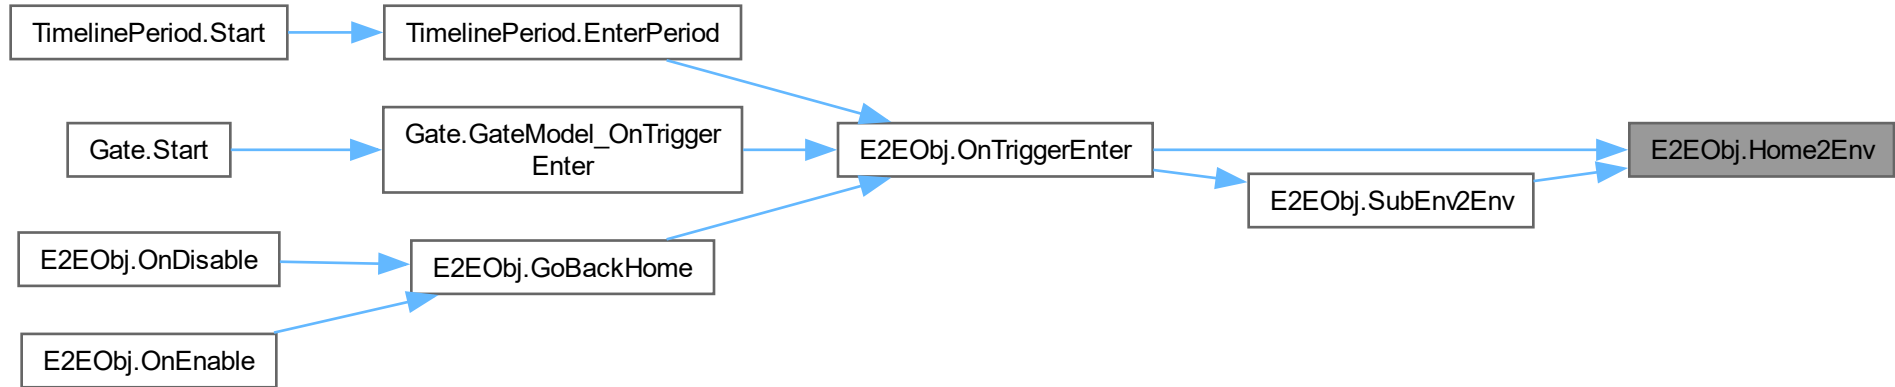 TimelinePeriod.Start
TimelinePeriod.EnterPeriod
Gate.Start
Gate.GateModel_OnTrigger
Enter
E2EObj.OnTriggerEnter
E2EObj.Home2Env
E2EObj.SubEnv2Env
E2EObj.OnDisable
E2EObj.GoBackHome
E2EObj.OnEnable